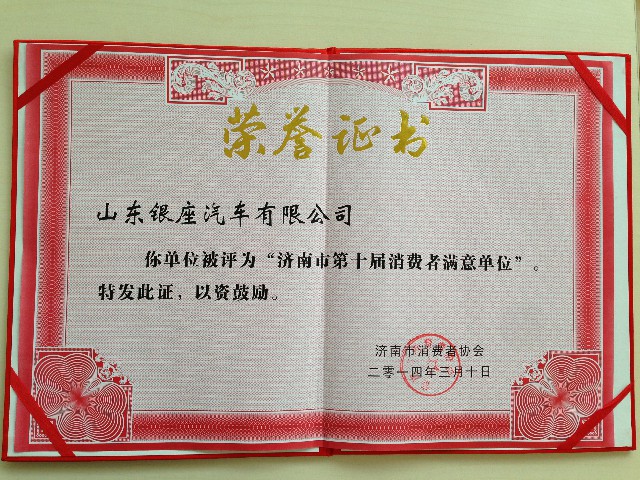 荣誉证书
山东银座汽车有限公司
你单位被评为“济南市第十届消费者满意单位”。
特发此证，以资鼓励。
济南市消费者协会
二零一四年三月十日